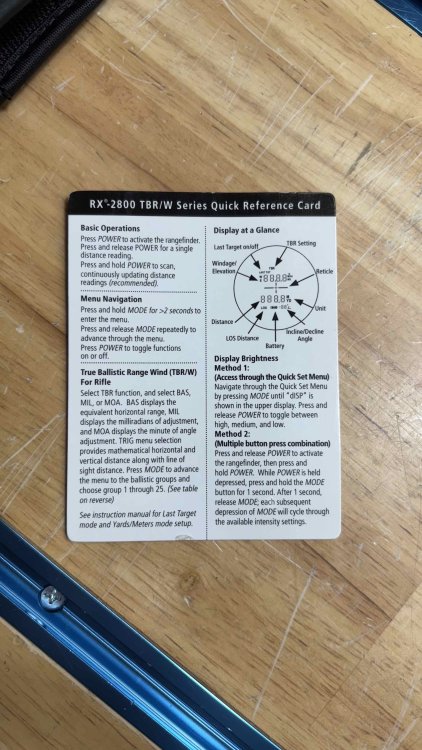 RX®-2800 TBR/W Series Quick Reference Card
Basic Operations
Press POWER to activate the rangefinder.
Press and release POWER for a single
distance reading.
Press and hold POWER to scan,
continuously updating distance
readings (recommended).
Menu Navigation
Press and hold MODE for >2 seconds to
enter the menu.
Press and release MODE repeatedly to
advance through the menu.
Press POWER to toggle functions
on or off.
True Ballistic Range Wind (TBR/W)
For Rifle
Select TBR function, and select BAS,
MIL, or MOA. BAS displays the
equivalent horizontal range, MIL
displays the milliradians of adjustment,
and MOA displays the minute of angle
adjustment. TRIG menu selection
provides mathematical horizontal and
vertical distance along with line of
sight distance. Press MODE to advance
the menu to the ballistic groups and
choose group 1 through 25. (See table
on reverse)
See instruction manual for Last Target
mode and Yards/Meters mode setup.
Display at a Glance
TBR Setting
Last Target on/off
Windage/
Elevation
Reticle
TBR
Unit
Distance
Incline/Decline
Angle
LOS Distance
Battery
LOS
Display Brightness
Method 1:
(Access through the Quick Set Menu)
Navigate through the Quick Set Menu
by pressing MODE until "dISP" is
shown in the upper display. Press and
release POWER to toggle between
high, medium, and low.
Method 2:
(Multiple button press combination)
Press and release POWER to activate
the rangefinder, then press and
hold POWER. While POWER is held
depressed, press and hold the MODE
button for 1 second. After 1 second,
release MODE; each subsequent
depression of MODE will cycle through
the available intensity settings.